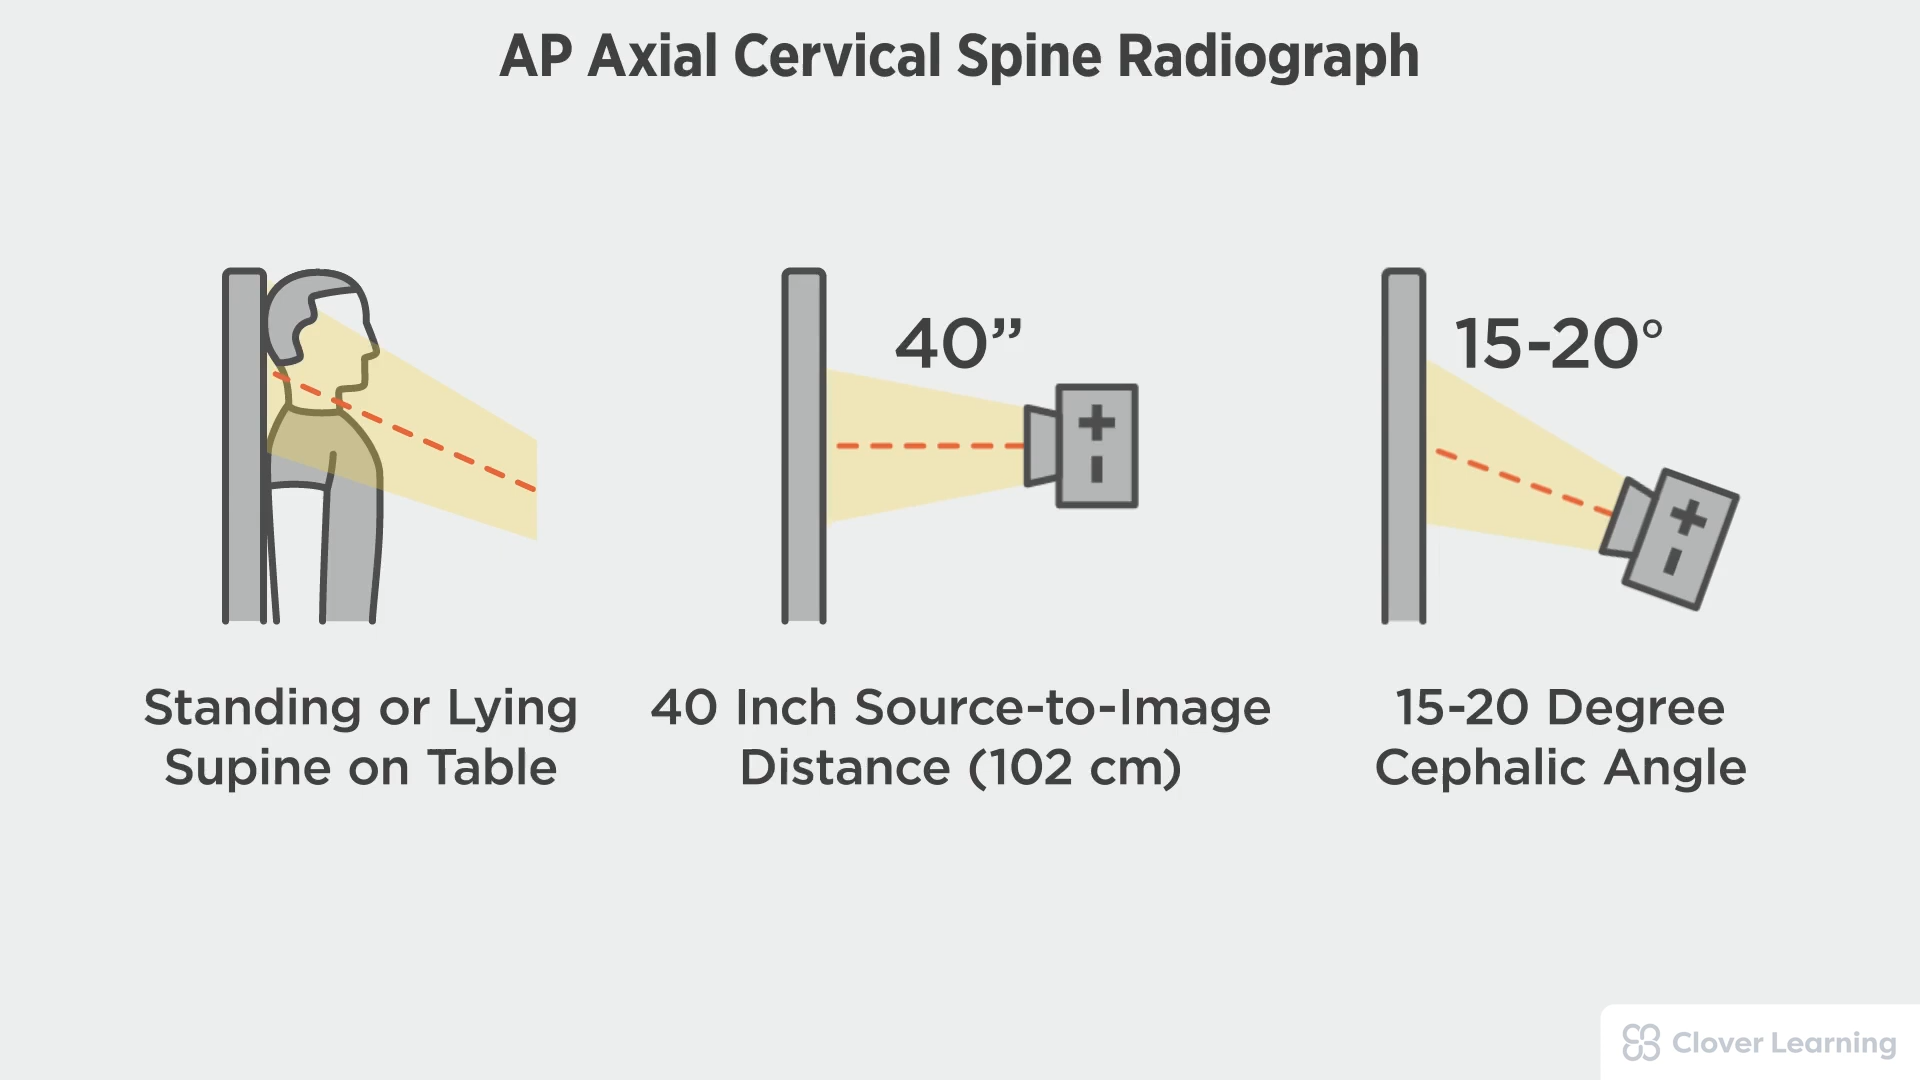 AP Axial Cervical Spine Radiograph
40”
15-20°
+
-
+
-
Standing or Lying
Supine on Table
40 Inch Source-to-Image
Distance (102 cm)
15-20 Degree
Cephalic Angle
Clover Learning